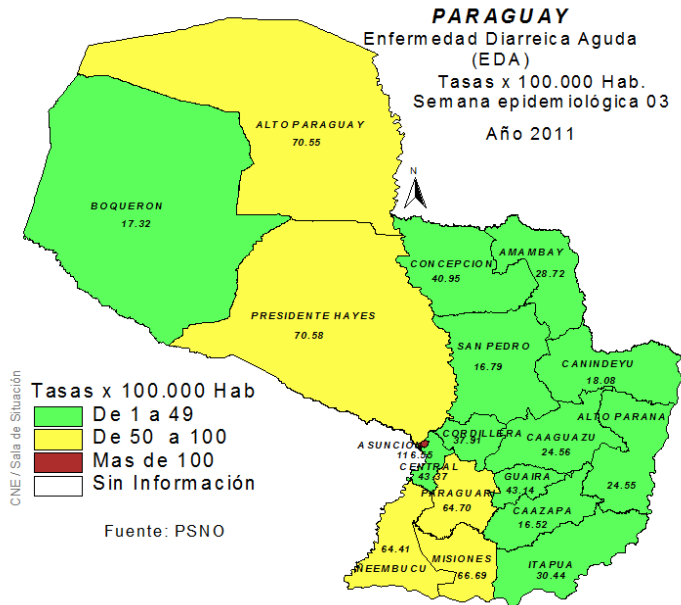 PARAGUAY
Enfermedad Diarreica Aguda
(EDA)
Tasas x 100.000 Hab.
Semana epidemiológica 03
Año 2011
N
ALTO PARAGUAY
70.55
BOQUERON
17.32
CONCEPCION
40.95
AMAMBAY
28.72
PRESIDENTE HAYES
70.58
SAN PEDRO
16.79
CANINDEYU
18.08
ALTO PARANA
24.55
CORDILLERA
37.91
CAAGUAZU
24.56
ASUNCION
116.55
CENTRAL
43.37
GUAIRA
43.14
PARAGUARI
64.70
CAAZAPA
16.52
64.41
ÑEEMBUCU
MISIONES
66.69
ITAPUA
30.44
Tasas x 100.000 Hab
De 1 a 49
De 50 a 100
Mas de 100
Sin Información
Fuente: PSNO
CNE / Sala de Situación